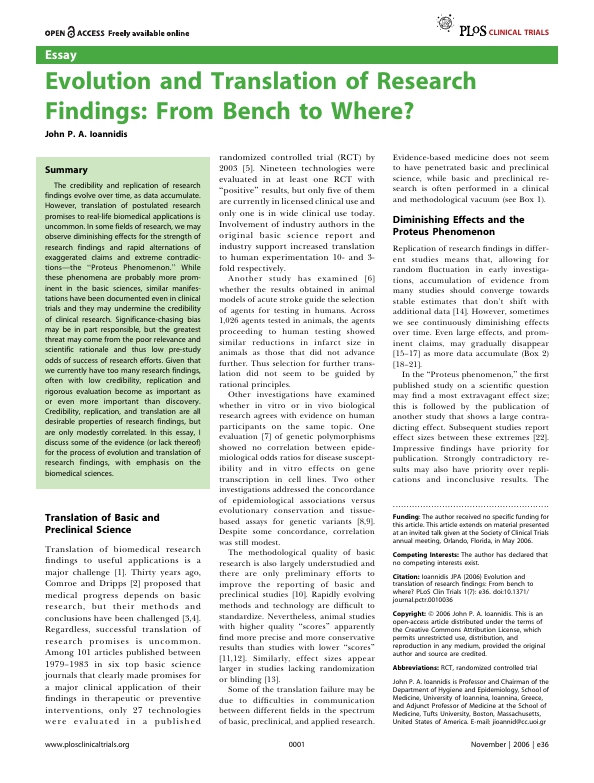 OPEN ACCESS Freely available online
PLoS CLINICAL TRIALS
Essay
Evolution and Translation of Research
Findings: From Bench to Where?
John P. A. Ioannidis
Summary
The credibility and replication of research
findings evolve over time, as data accumulate.
However, translation of postulated research
promises to real-life biomedical applications is
uncommon. In some fields of research, we may
observe diminishing effects for the strength of
research findings and rapid alternations of
exaggerated claims and extreme contradic-
tions—the "Proteus Phenomenon." While
these phenomena are probably more prom-
inent in the basic sciences, similar manifes-
tations have been documented even in clinical
trials and they may undermine the credibility
of clinical research. Significance-chasing bias
may be in part responsible, but the greatest
threat may come from the poor relevance and
scientific rationale and thus low pre-study
odds of success of research efforts. Given that
we currently have too many research findings,
often with low credibility, replication and
rigorous evaluation become as important as
or even more important than discovery.
Credibility, replication, and translation are all
desirable properties of research findings, but
are only modestly correlated. In this essay, I
discuss some of the evidence (or lack thereof)
for the process of evolution and translation of
research findings, with emphasis on the
biomedical sciences.
Translation of Basic and
Preclinical Science
Translation of biomedical research
findings to useful applications is a
major challenge [1]. Thirty years ago,
Comroe and Dripps [2] proposed that
medical progress depends on basic
research, but their methods and
conclusions have been challenged [3,4].
Regardless, successful translation of
research promises is uncommon.
Among 101 articles published between
1979–1983 in six top basic science
journals that clearly made promises for
a major clinical application of their
findings in therapeutic or preventive
interventions, only 27 technologies
were evaluated in a published
randomized controlled trial (RCT) by
2003 [5]. Nineteen technologies were
evaluated in at least one RCT with
"positive" results, but only five of them
are currently in licensed clinical use and
only one is in wide clinical use today.
Involvement of industry authors in the
original basic science report and
industry support increased translation
to human experimentation 10- and 3-
fold respectively.
Another study has examined [6]
whether the results obtained in animal
models of acute stroke guide the selection
of agents for testing in humans. Across
1,026 agents tested in animals, the agents
proceeding to human testing showed
similar reductions in infarct size in
animals as those that did not advance
further. Thus selection for further trans-
lation did not seem to be guided by
rational principles.
Other investigations have examined
whether in vitro or in vivo biological
research agrees with evidence on human
participants on the same topic. One
evaluation [7] of genetic polymorphisms
showed no correlation between epide-
miological odds ratios for disease suscept-
ibility and in vitro effects on gene
transcription in cell lines. Two other
investigations addressed the concordance
of epidemiological associations versus
evolutionary conservation and tissue-
based assays for genetic variants [8,9].
Despite some concordance, correlation
was still modest.
The methodological quality of basic
research is also largely understudied and
there are only preliminary efforts to
improve the reporting of basic and
preclinical studies [10]. Rapidly evolving
methods and technology are difficult to
standardize. Nevertheless, animal studies
with higher quality "scores" apparently
find more precise and more conservative
results than studies with lower "scores"
[11,12]. Similarly, effect sizes appear
larger in studies lacking randomization
or blinding [13].
Some of the translation failure may be
due to difficulties in communication
between different fields in the spectrum
of basic, preclinical, and applied research.
Evidence-based medicine does not seem
to have penetrated basic and preclinical
science, while basic and preclinical re-
search is often performed in a clinical
and methodological vacuum (see Box 1).
Diminishing Effects and the
Proteus Phenomenon
Replication of research findings in differ-
ent studies means that, allowing for
random fluctuation in early investiga-
tions, accumulation of evidence from
many studies should converge towards
stable estimates that don't shift with
additional data [14]. However, sometimes
we see continuously diminishing effects
over time. Even large effects, and prom-
inent claims, may gradually disappear
[15–17] as more data accumulate (Box 2)
[18–21].
In the "Proteus phenomenon," the first
published study on a scientific question
may find a most extravagant effect size;
this is followed by the publication of
another study that shows a large contra-
dicting effect. Subsequent studies report
effect sizes between these extremes [22].
Impressive findings have priority for
publication. Strongly contradictory re-
sults may also have priority over repli-
cations and inconclusive results. The
Funding: The author received no specific funding for
this article. This article extends on material presented
at an invited talk given at the Society of Clinical Trials
annual meeting, Orlando, Florida, in May 2006.
Competing Interests: The author has declared that
no competing interests exist.
Citation: Ioannidis JPA (2006) Evolution and
translation of research findings: From bench to
where? PLoS Clin Trials 1(7): e36. doi:10.1371/
journal.pctr.0010036
Copyright: © 2006 John P. A. Ioannidis. This is an
open-access article distributed under the terms of
the Creative Commons Attribution License, which
permits unrestricted use, distribution, and
reproduction in any medium, provided the original
author and source are credited.
Abbreviations: RCT, randomized controlled trial
John P. A. Ioannidis is Professor and Chairman of the
Department of Hygiene and Epidemiology, School of
Medicine, University of Ioannina, Ioannina, Greece,
and Adjunct Professor of Medicine at the School of
Medicine, Tufts University, Boston, Massachusetts,
United States of America. E-mail: jioannid@cc.uoi.gr
www.plosclinicaltrials.org
0001
November | 2006 | e36